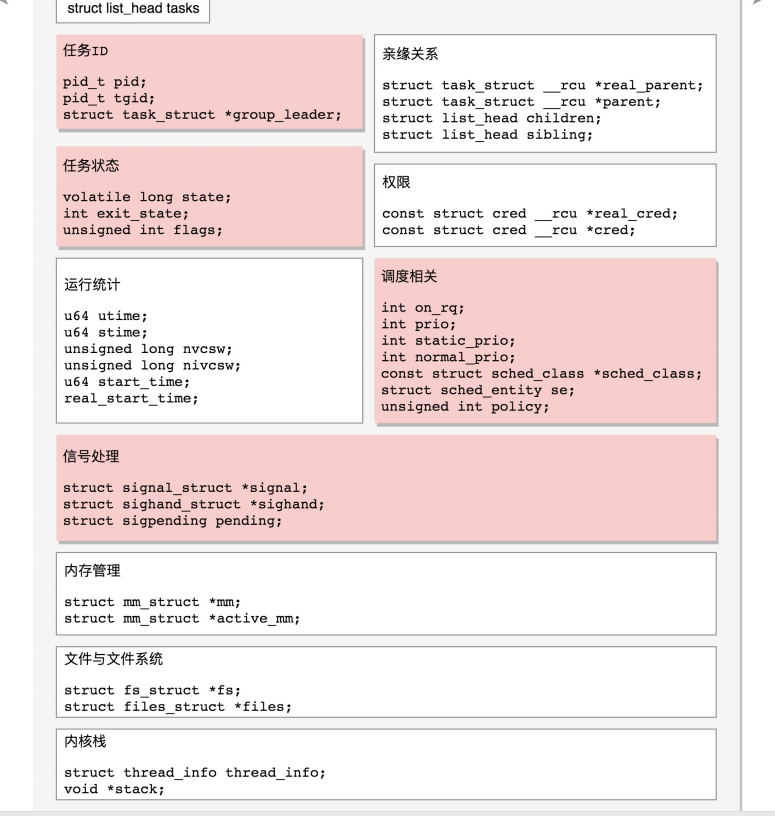 struct list_head tasks
任务ID
pid_t pid;
pid_t tgid;
struct task_struct *group_leader;
亲缘关系
struct task_struct __rcu *real_parent;
struct task_struct __rcu *parent;
struct list_head children;
struct list_head sibling;
任务状态
volatile long state;
int exit_state;
unsigned int flags;
权限
const struct cred __rcu *real_cred;
const struct cred __rcu *cred;
运行统计
u64 utime;
u64 stime;
unsigned long nvcsw;
unsigned long nivcsw;
u64 start_time;
real_start_time;
调度相关
int on_rq;
int prio;
int static_prio;
int normal_prio;
const struct sched_class *sched_class;
struct sched_entity se;
unsigned int policy;
信号处理
struct signal_struct *signal;
struct sighand_struct *sighand;
struct sigpending pending;
内存管理
struct mm_struct *mm;
struct mm_struct *active_mm;
文件与文件系统
struct fs_struct *fs;
struct files_struct *files;
内核栈
struct thread_info thread_info;
void *stack;